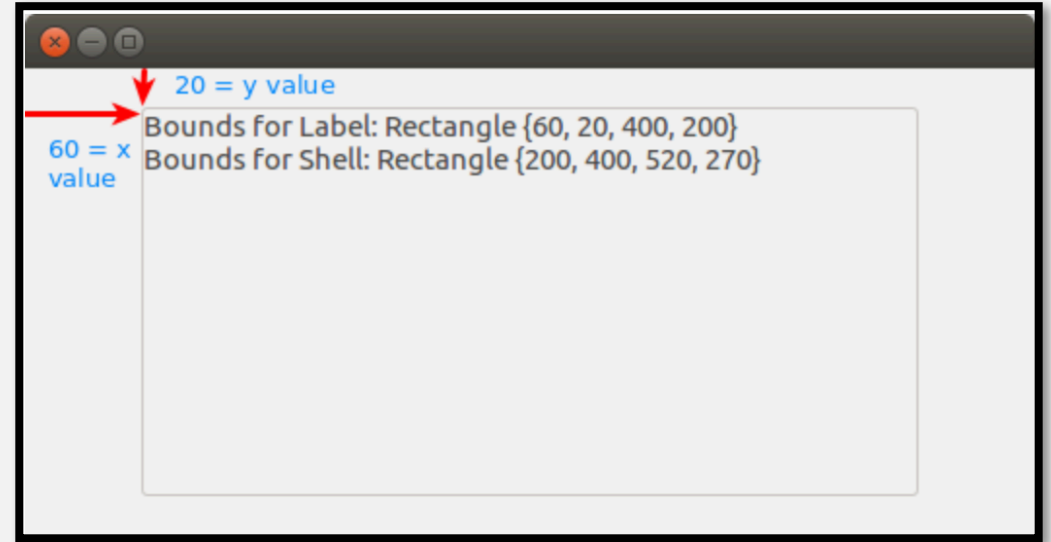 20 = y value
Bounds for Label: Rectangle {60, 20, 400, 200}
60 = x
value
Bounds for Shell: Rectangle {200, 400, 520, 270}